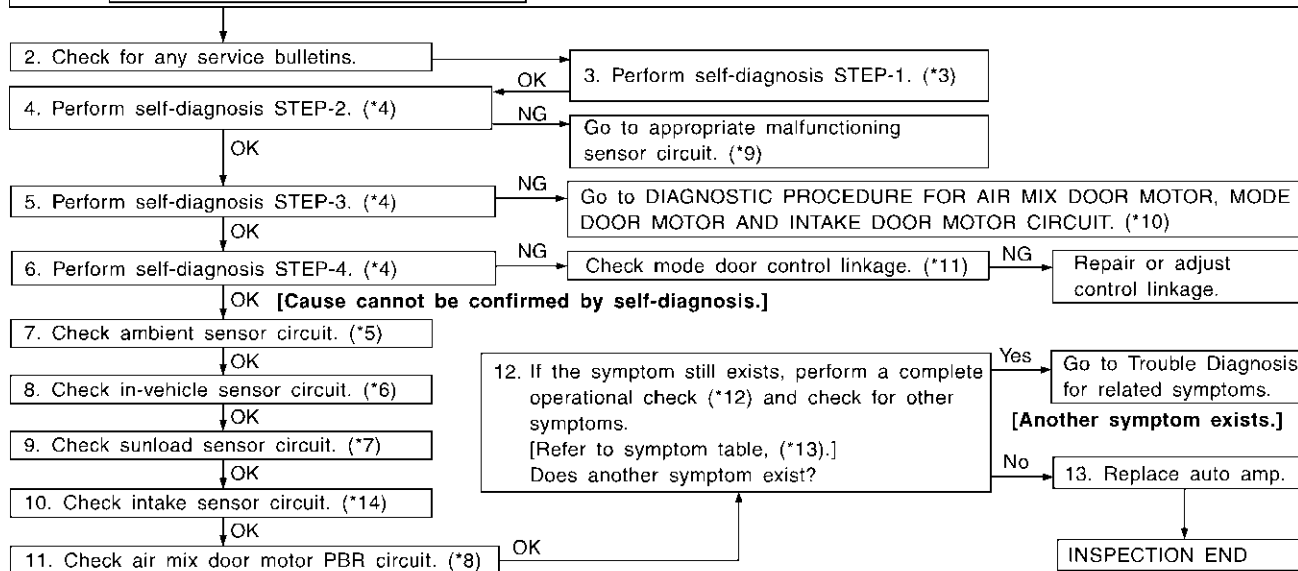 2. Check for any service bulletins.
3. Perform self-diagnosis STEP-1. (*3)
OK
4. Perform self-diagnosis STEP-2. (*4)
NG
Go to appropriate malfunctioning
sensor circuit. (*9)
OK
5. Perform self-diagnosis STEP-3. (*4)
NG
Go to DIAGNOSTIC PROCEDURE FOR AIR MIX DOOR MOTOR, MODE
DOOR MOTOR AND INTAKE DOOR MOTOR CIRCUIT. (*10)
OK
6. Perform self-diagnosis STEP-4. (*4)
NG
Check mode door control linkage. (*11)
NG
Repair or adjust
control linkage.
OK
[Cause cannot be confirmed by self-diagnosis.]
7. Check ambient sensor circuit. (*5)
OK
8. Check in-vehicle sensor circuit. (*6)
OK
9. Check sunload sensor circuit. (*7)
OK
10. Check intake sensor circuit. (*14)
OK
11. Check air mix door motor PBR circuit. (*8)
OK
12. If the symptom still exists, perform a complete
operational check (*12) and check for other
symptoms.
[Refer to symptom table, (*13).]
Does another symptom exist?
Yes
Go to Trouble Diagnosis
for related symptoms.
[Another symptom exists.]
No
13. Replace auto amp.
INSPECTION END